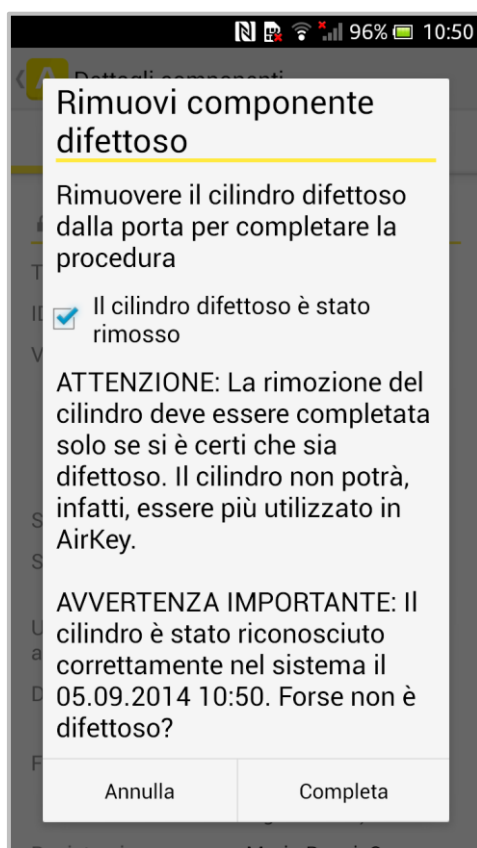 96% 10:50
Dettagli componenti
Rimuovi componente
difettoso
Rimuovere il cilindro difettoso
dalla porta per completare la
procedura
Il cilindro difettoso è stato
rimosso
ATTENZIONE: La rimozione del
cilindro deve essere completata
solo se si è certi che sia
difettoso. Il cilindro non potrà,
infatti, essere più utilizzato in
AirKey.
AVVERTENZA IMPORTANTE: Il
cilindro è stato riconosciuto
correttamente nel sistema il
05.09.2014 10:50. Forse non è
difettoso?
Annulla Completa